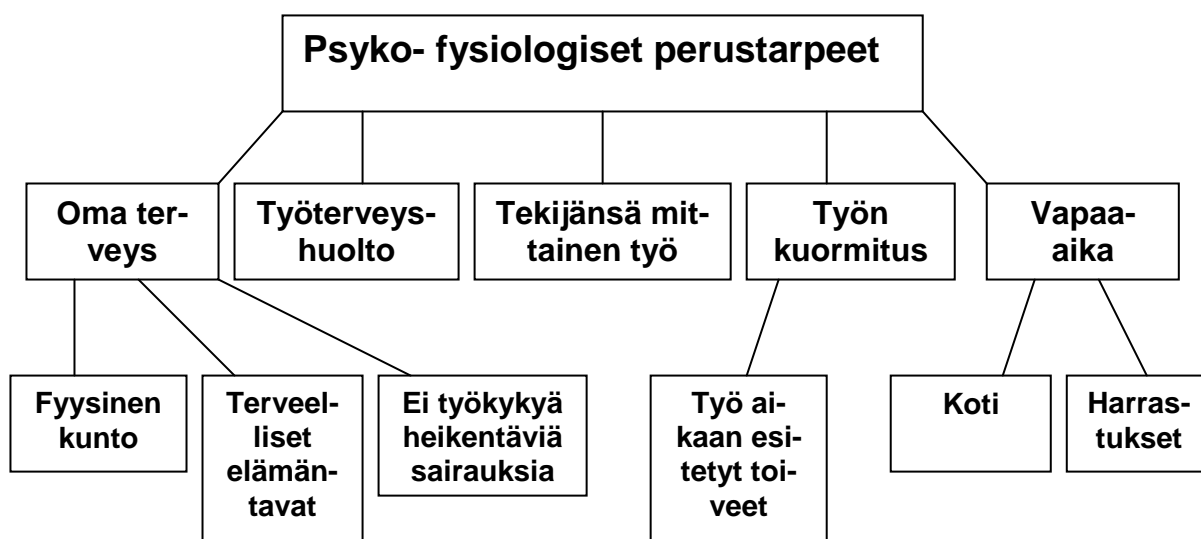 Psyko- fysiologiset perustarpeet
Oma ter-
veys
Työterveys-
huolto
Tekijänsä mit-
tainen työ
Työn
kuormitus
Vapaa-
aika
Fyysinen
kunto
Terveel-
liset
elämän-
tavat
Ei työkykyä
heikentäviä
sairauksia
Työ ai-
kaan esi-
tetyt toi-
veet
Koti
Harras-
tukset